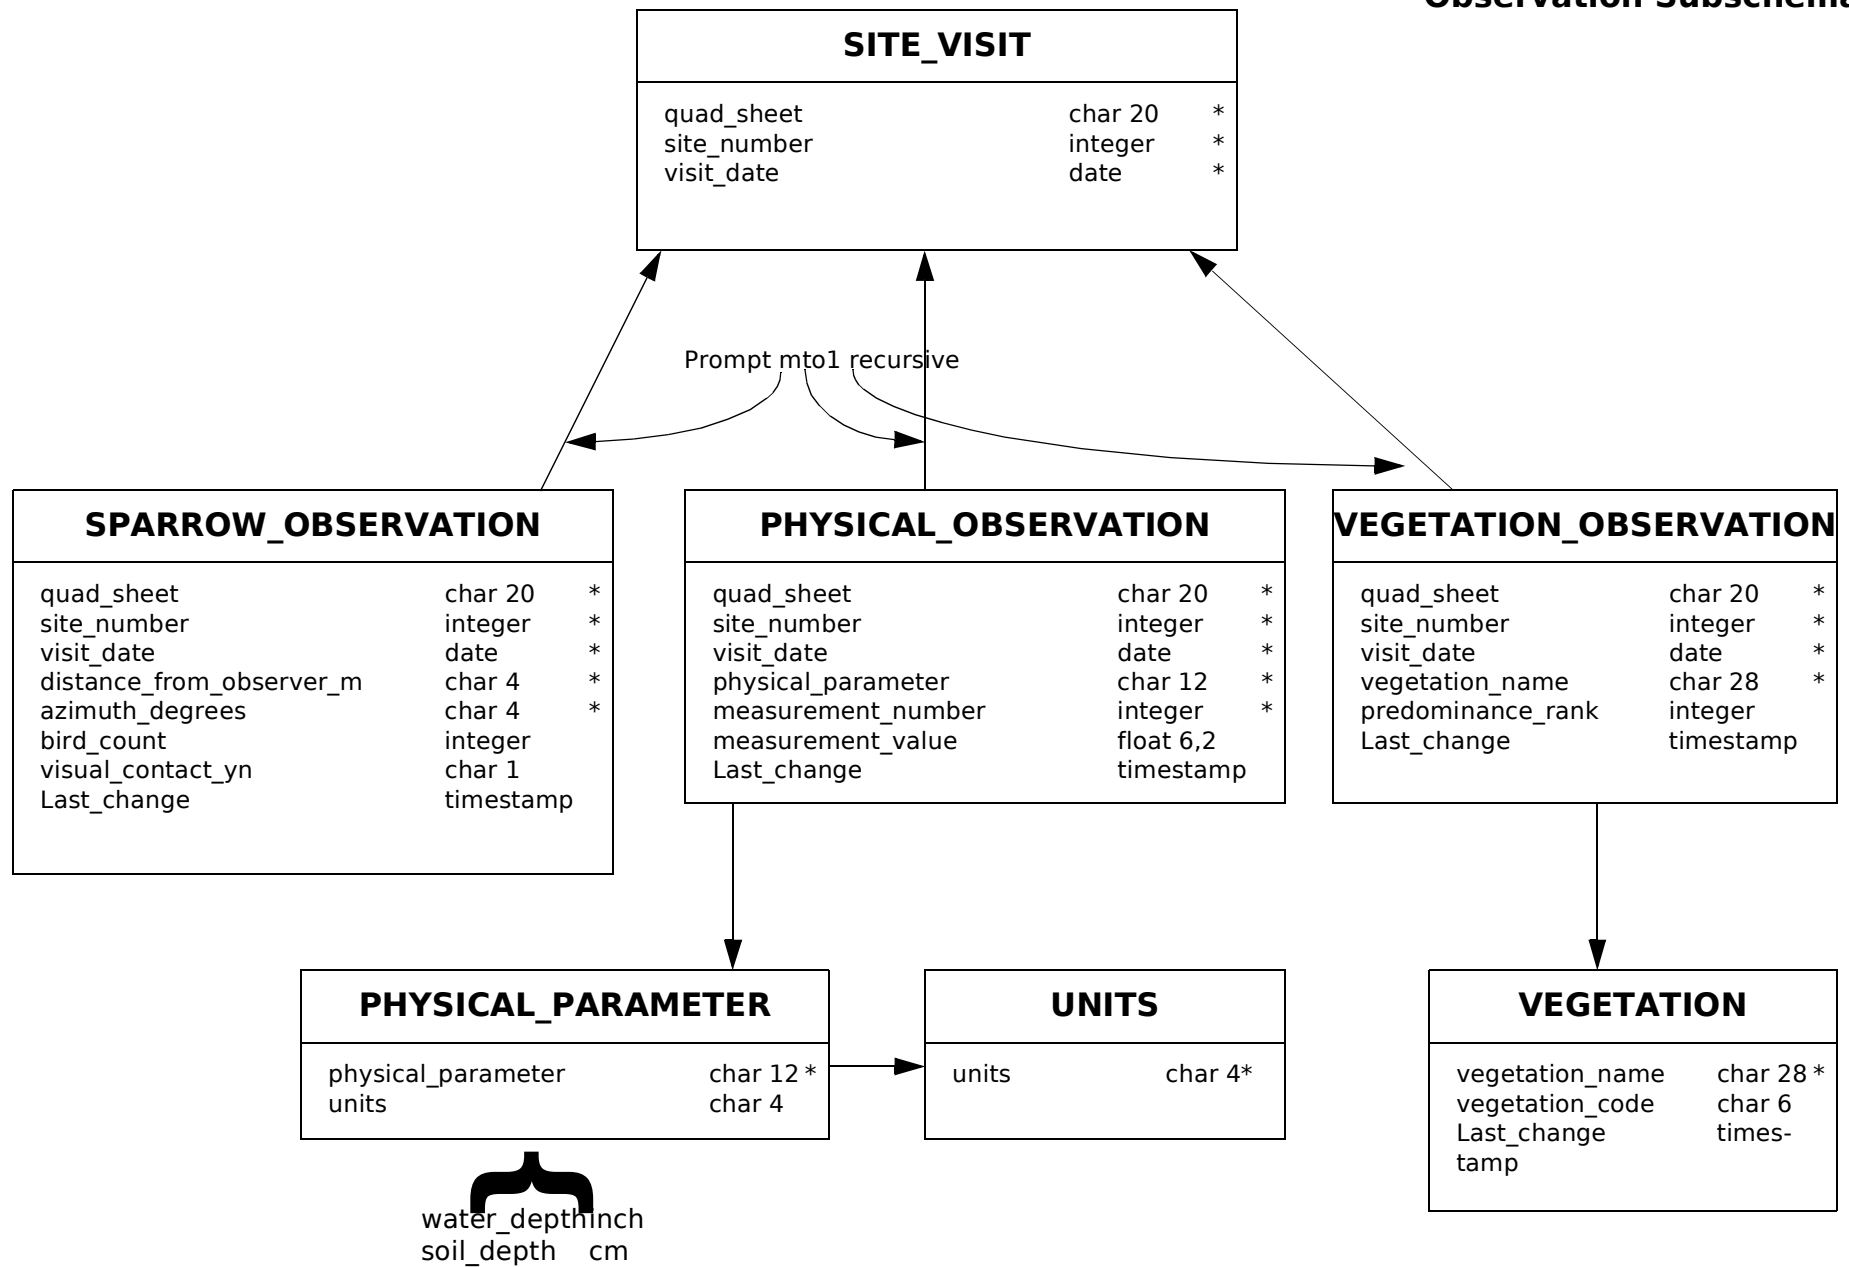 Observation Subschema
SITE_VISIT
quad_sheet char 20 *
site_number integer *
visit_date date *
Prompt mto1 recursive
SPARROW_OBSERVATION
quad_sheet char 20 *
site_number integer *
visit_date date *
distance_from_observer_m char 4 *
azimuth_degrees char 4 *
bird_count integer
visual_contact_yn char 1
Last_change timestamp
PHYSICAL_OBSERVATION
quad_sheet char 20 *
site_number integer *
visit_date date *
physical_parameter char 12 *
measurement_number integer *
measurement_value float 6,2
Last_change timestamp
VEGETATION_OBSERVATION
quad_sheet char 20 *
site_number integer *
visit_date date *
vegetation_name char 28 *
predominance_rank integer
Last_change timestamp
PHYSICAL_PARAMETER
physical_parameter char 12 *
units char 4
UNITS
units char 4*
VEGETATION
vegetation_name char 28 *
vegetation_code char 6
Last_change times-
tamp
{
water_depthinch
soil_depth cm